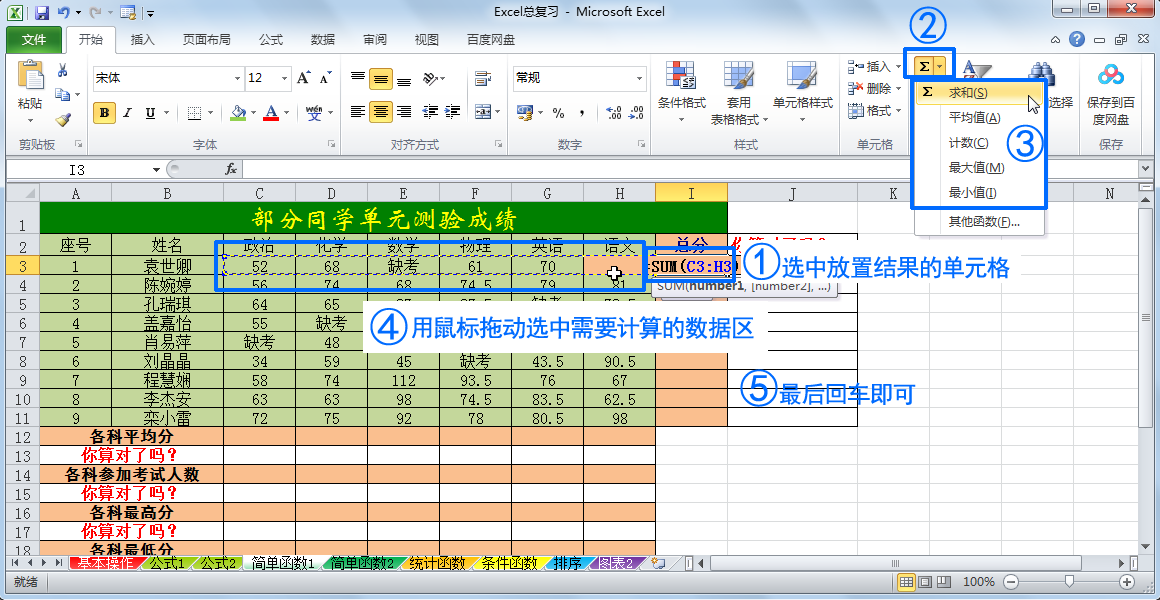 Excel总复习 - Microsoft Excel
文件 开始 插入 页面布局 公式 数据 审阅 视图 百度网盘
②
粘贴 宋体 12 常规 条件格式 套用 表格格式 单元格样式 插入 删除 格式 Σ 选择 保存到百度网盘
B I U wén 文 % ,
剪贴板 字体 对齐方式 数字 样式 单元格 保存
Σ 求和(S)
平均值(A)
计数(C)
③
最大值(M)
最小值(I)
其他函数(F)...
I3 fx
A B C D E F G H I J K N
1 部分同学单元测验成绩
2 座号 姓名 政治 化学 数学 物理 英语 语文 总分 你算对了吗?
3 1 袁世卿 52 68 缺考 61 70 SUM(C3:H3)
①选中放置结果的单元格
4 2 陈婉婷 56 74 68 74.5 79 81
SUM(number1, [number2], ...)
5 3 孔瑞琪 64 65
6 4 盖嘉怡 55 缺考
④用鼠标拖动选中需要计算的数据区
7 5 肖易萍 缺考 48
8 6 刘晶晶 34 59 45 缺考 43.5 90.5
9 7 程慧娴 58 74 112 93.5 76 67
⑤最后回车即可
10 8 李杰安 63 63 98 74.5 83.5 62.5
11 9 栾小雷 72 75 92 78 80.5 98
12 各科平均分
13 你算对了吗?
14 各科参加考试人数
15 你算对了吗?
16 各科最高分
17 你算对了吗?
18 各科最低分
基本操作 公式1 公式2 简单函数1 简单函数2 统计函数 条件函数 排序 图表2
就绪 100%